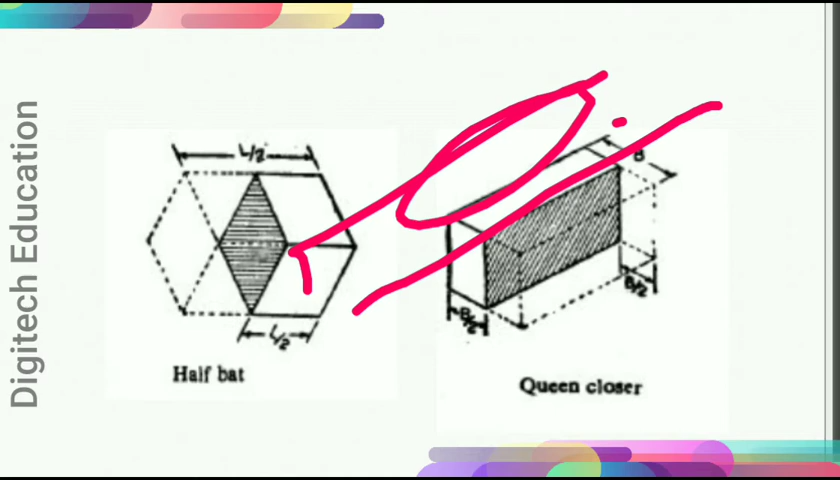 Digitech Education
L/2
B
B/2
B/2
L/2
Half bat
Queen closer